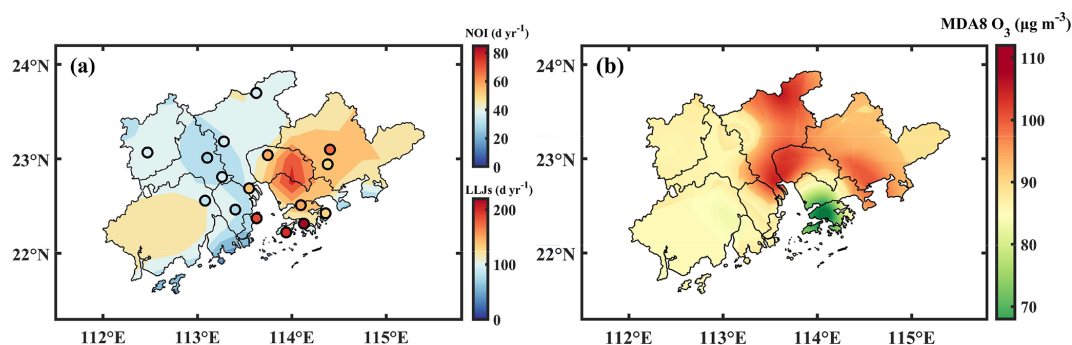 NOI (d yr⁻¹)
80
60
40
20
0
LLJs (d yr⁻¹)
200
100
0
(a)
24°N
23°N
22°N
112°E 113°E 114°E 115°E
MDA8 O₃ (µg m⁻³)
110
100
90
80
70
(b)
24°N
23°N
22°N
112°E 113°E 114°E 115°E